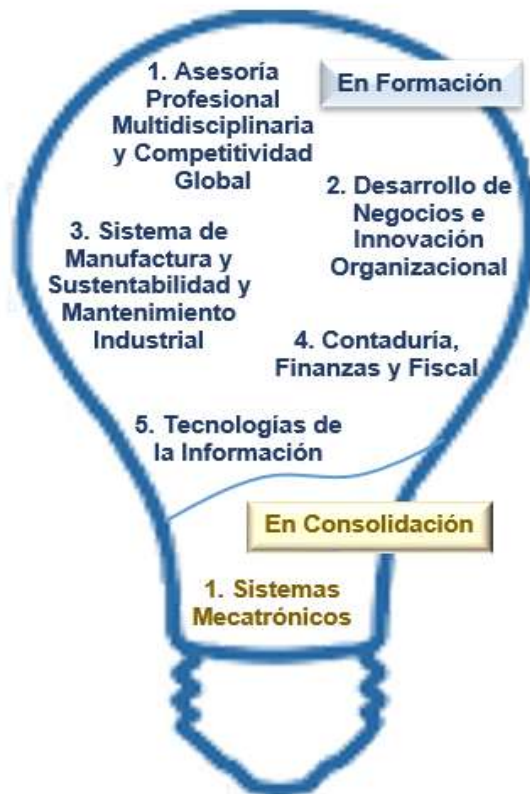 1. Asesoría
Profesional
Multidisciplinaria
y Competitividad
Global
En Formación
2. Desarrollo de
Negocios e
Innovación
Organizacional
3. Sistema de
Manufactura y
Sustentabilidad y
Mantenimiento
Industrial
4. Contaduría,
Finanzas y Fiscal
5. Tecnologías de
la Información
En Consolidación
1. Sistemas
Mecatrónicos